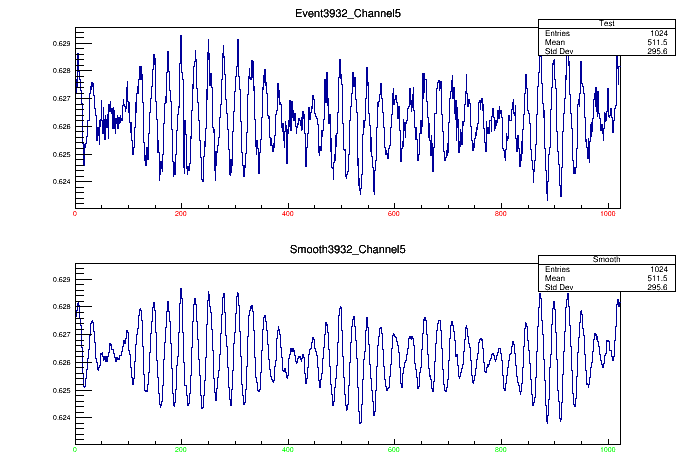 Event3932_Channel5
Test
Entries 1024
Mean 511.5
Std Dev 295.6
0.629
0.628
0.627
0.626
0.625
0.624
0 200 400 600 800 1000
Smooth3932_Channel5
Smooth
Entries 1024
Mean 511.5
Std Dev 295.6
0.629
0.628
0.627
0.626
0.625
0.624
0 200 400 600 800 1000